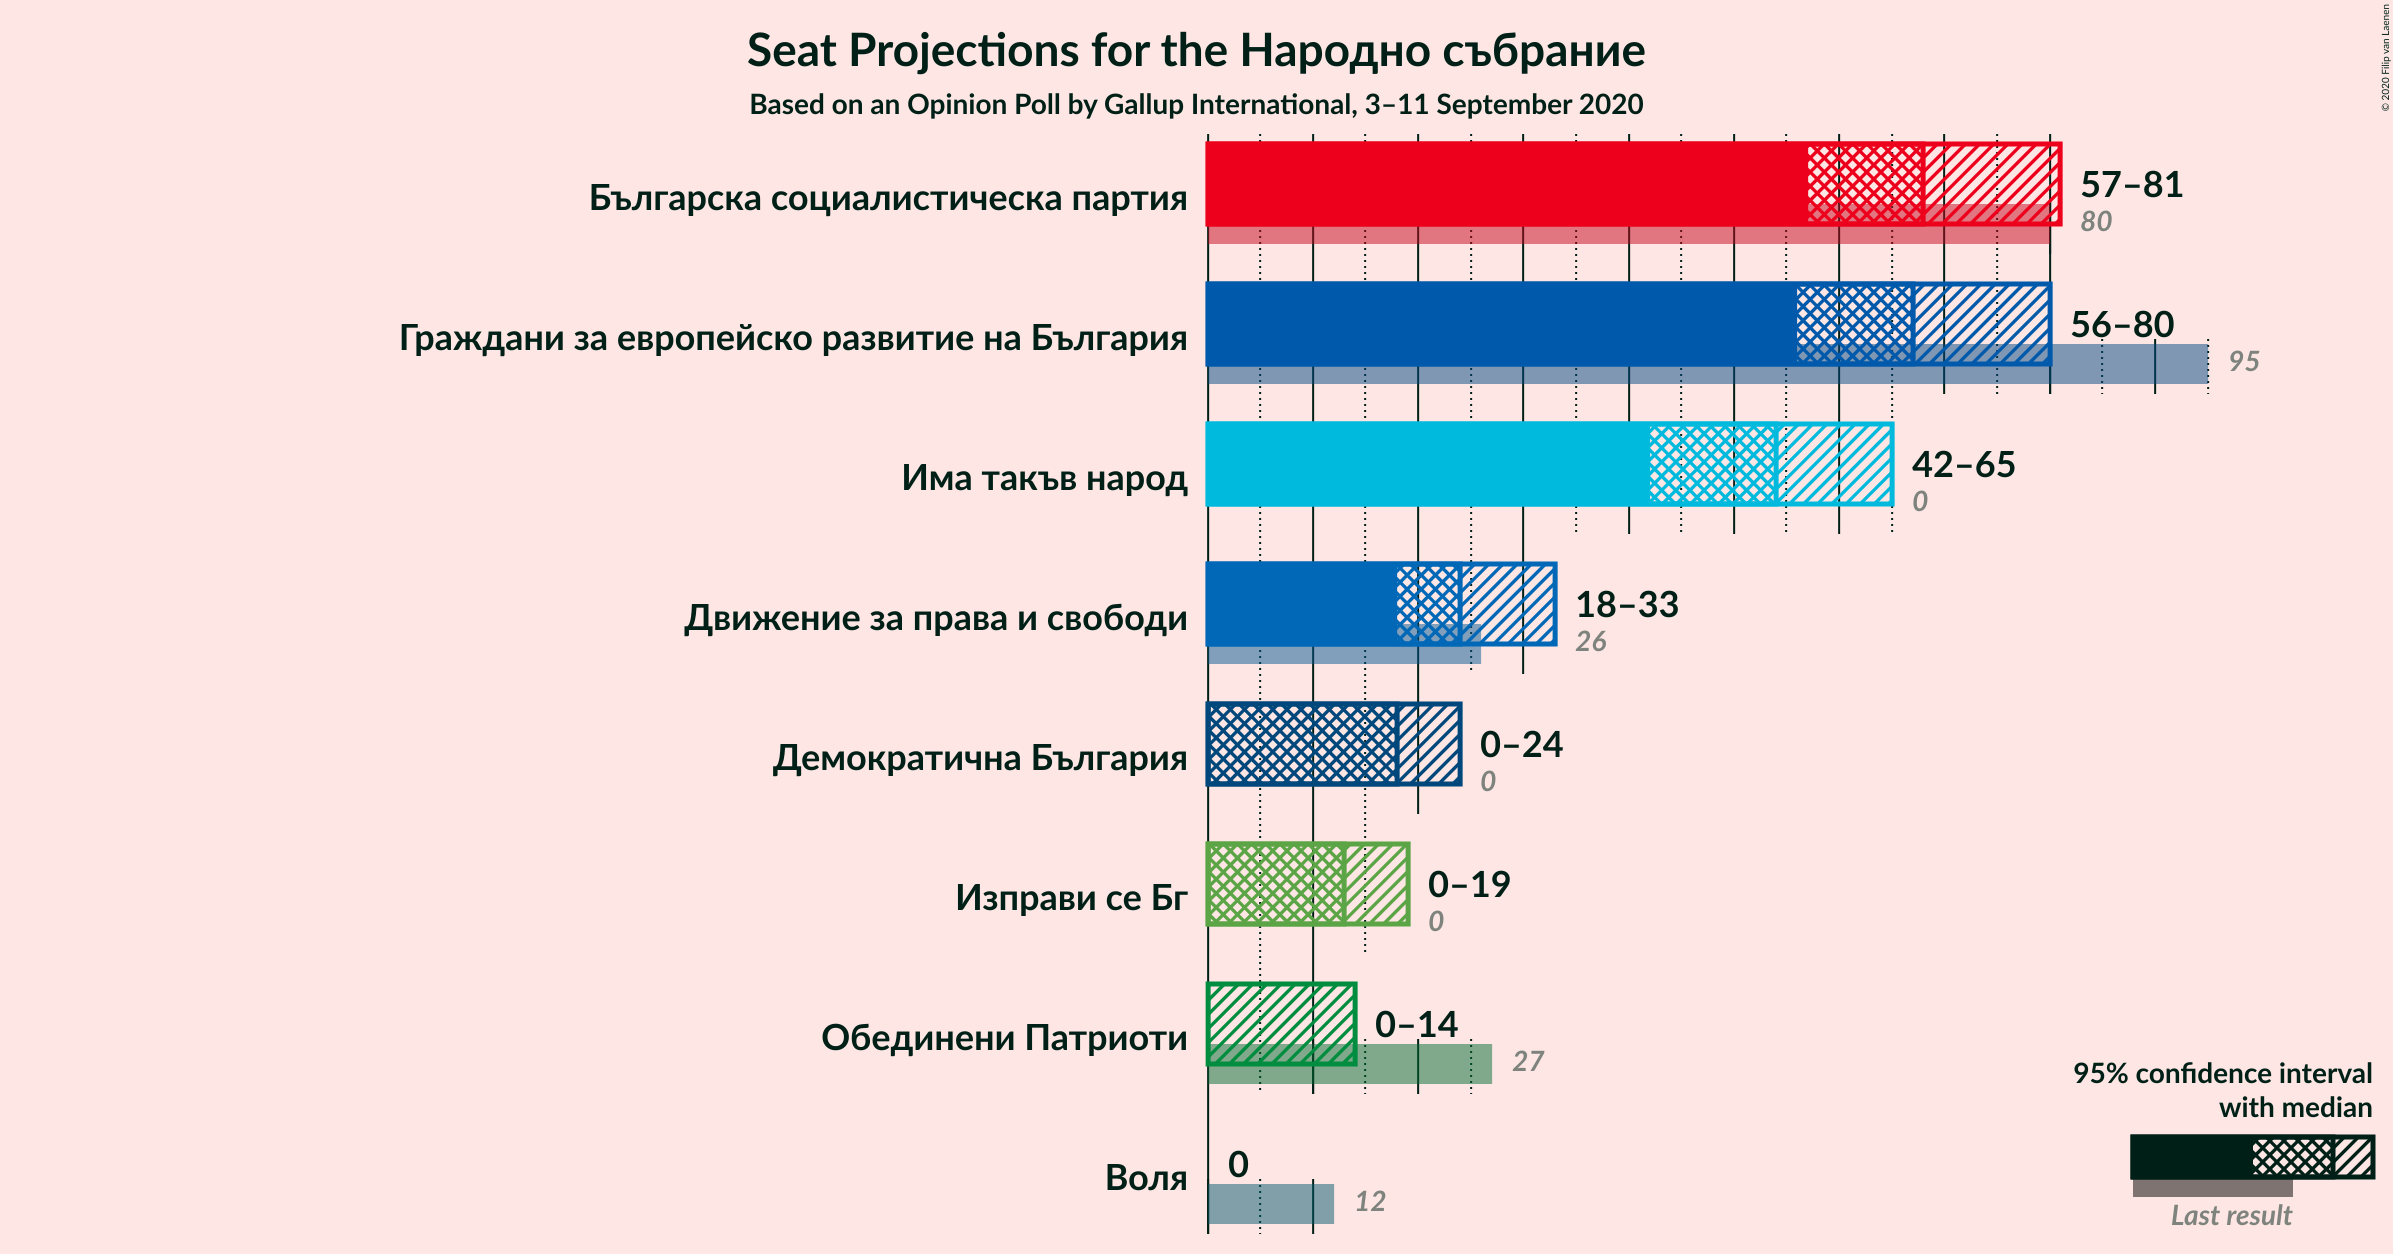 Seat Projections for the Народно събрание
Based on an Opinion Poll by Gallup International, 3–11 September 2020
© 2020 Filip van Laenen
Българска социалистическа партия
57–81
80
Граждани за европейско развитие на България
56–80
95
Има такъв народ
42–65
0
Движение за права и свободи
18–33
26
Демократична България
0–24
0
Изправи се Бг
0–19
0
Обединени Патриоти
0–14
27
Воля
0
12
95% confidence interval
with median
Last result